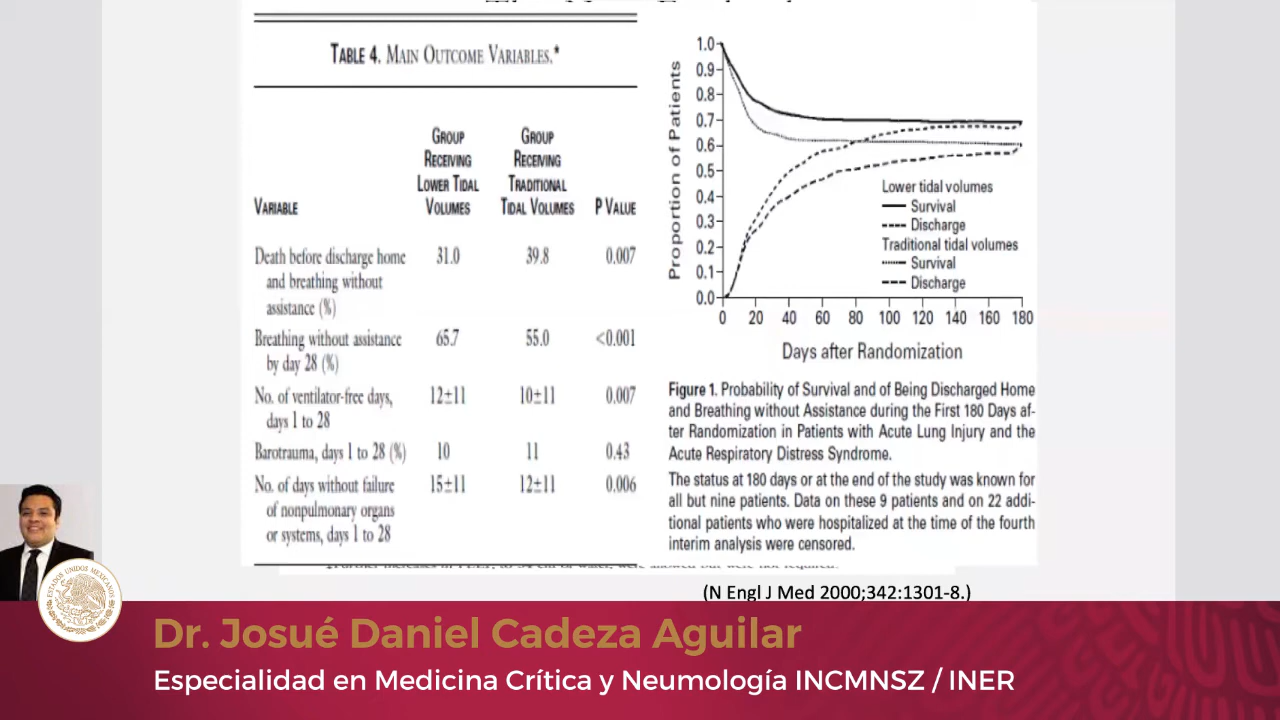 TABLE 4. MAIN OUTCOME VARIABLES.*
VARIABLE
GROUP
RECEIVING
LOWER TIDAL
VOLUMES
GROUP
RECEIVING
TRADITIONAL
TIDAL VOLUMES
P VALUE
Death before discharge home 31.0 39.8 0.007
and breathing without
assistance (%)
Breathing without assistance 65.7 55.0 <0.001
by day 28 (%)
No. of ventilator-free days, 12±11 10±11 0.007
days 1 to 28
Barotrauma, days 1 to 28 (%) 10 11 0.43
No. of days without failure 15±11 12±11 0.006
of nonpulmonary organs
or systems, days 1 to 28
Proportion of Patients
1.0
0.9
0.8
0.7
0.6
0.5
0.4
0.3
0.2
0.1
0.0
0 20 40 60 80 100 120 140 160 180
Days after Randomization
Lower tidal volumes
Survival
Discharge
Traditional tidal volumes
Survival
Discharge
Figure 1. Probability of Survival and of Being Discharged Home
and Breathing without Assistance during the First 180 Days af-
ter Randomization in Patients with Acute Lung Injury and the
Acute Respiratory Distress Syndrome.
The status at 180 days or at the end of the study was known for
all but nine patients. Data on these 9 patients and on 22 addi-
tional patients who were hospitalized at the time of the fourth
interim analysis were censored.
(N Engl J Med 2000;342:1301-8.)
ESTADOS UNIDOS MEXICANOS
Dr. Josué Daniel Cadeza Aguilar
Especialidad en Medicina Crítica y Neumología INCMNSZ / INER